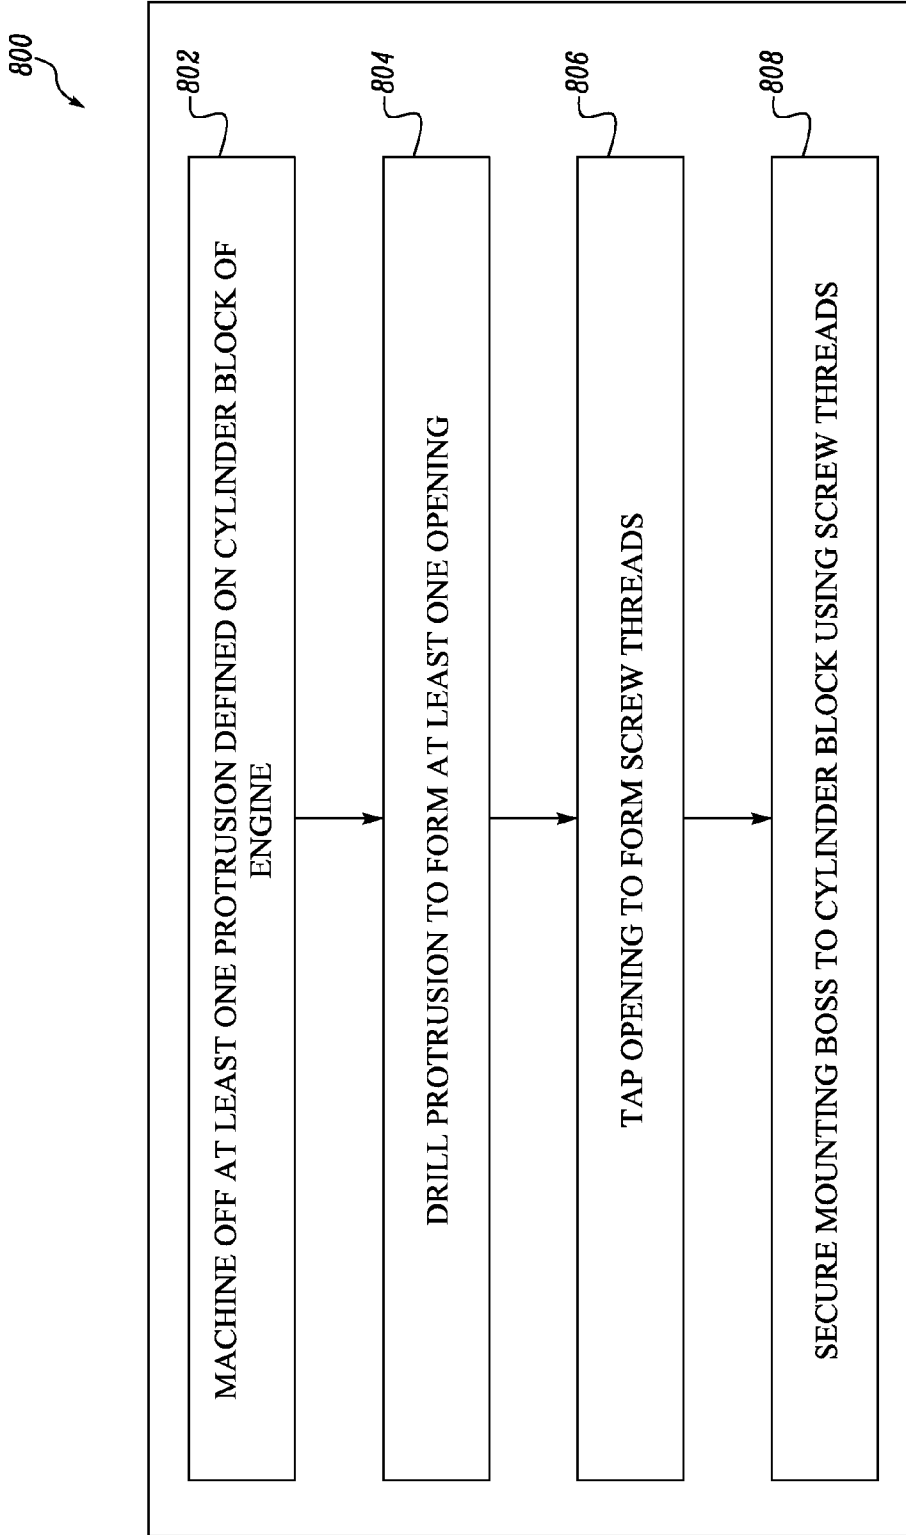 800
802
MACHINE OFF AT LEAST ONE PROTRUSION DEFINED ON CYLINDER BLOCK OF
ENGINE
804
DRILL PROTRUSION TO FORM AT LEAST ONE OPENING
806
TAP OPENING TO FORM SCREW THREADS
808
SECURE MOUNTING BOSS TO CYLINDER BLOCK USING SCREW THREADS